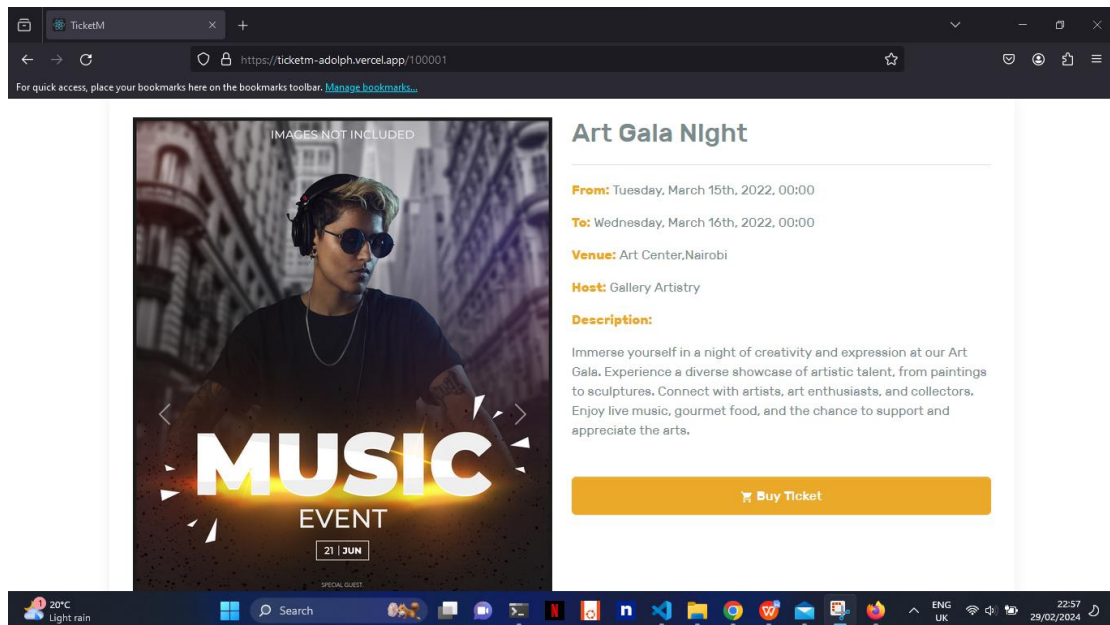 TicketM
https://ticketm-adolph.vercel.app/100001
For quick access, place your bookmarks here on the bookmarks toolbar. Manage bookmarks...
IMAGES NOT INCLUDED
MUSIC
EVENT
21 | JUN
SPECIAL GUEST
Art Gala NIght
From: Tuesday, March 15th, 2022, 00:00
To: Wednesday, March 16th, 2022, 00:00
Venue: Art Center,Nairobi
Host: Gallery Artistry
Description:
Immerse yourself in a night of creativity and expression at our Art
Gala. Experience a diverse showcase of artistic talent, from paintings
to sculptures. Connect with artists, art enthusiasts, and collectors.
Enjoy live music, gourmet food, and the chance to support and
appreciate the arts.
Buy TIcket
1
20°C
Light rain
Search
N
n
ENG
UK
22:57
29/02/2024